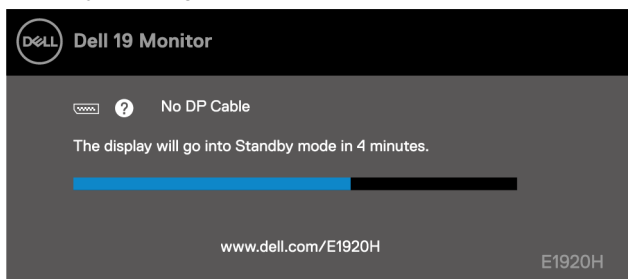 DELL Dell 19 Monitor
? No DP Cable
The display will go into Standby mode in 4 minutes.
www.dell.com/E1920H
E1920H